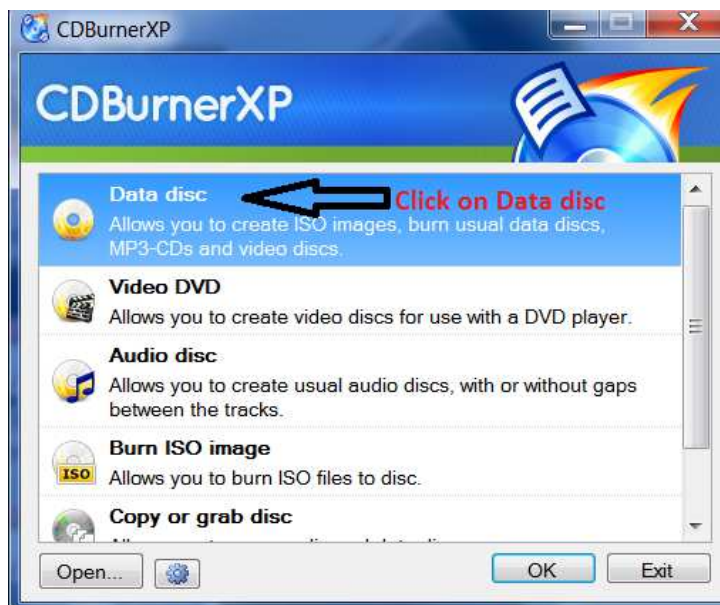 CDBurnerXP
CDBurnerXP
Data disc
Click on Data disc
Allows you to create ISO images, burn usual data discs,
MP3-CDs and video discs.
Video DVD
Allows you to create video discs for use with a DVD player.
Audio disc
Allows you to create usual audio discs, with or without gaps
between the tracks.
Burn ISO image
ISO
Allows you to burn ISO files to disc.
Copy or grab disc
Open...
OK
Exit